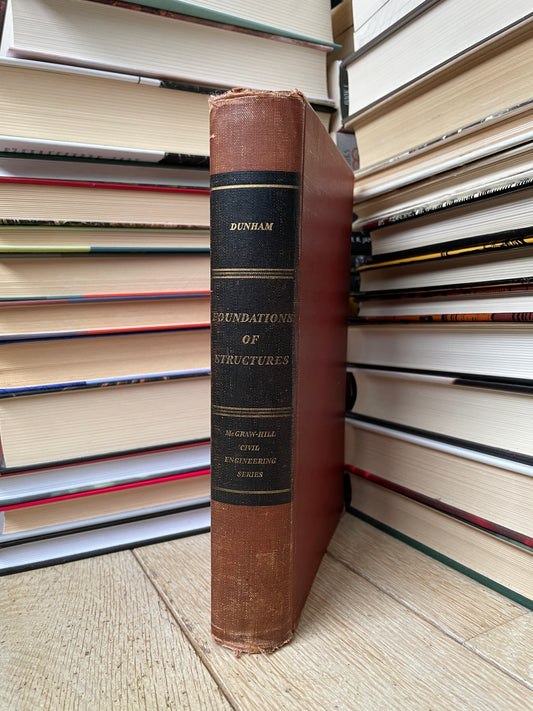 DUNHAM
FOUNDATIONS
OF
STRUCTURES
McGRAW-HILL
CIVIL
ENGINEERING
SERIES